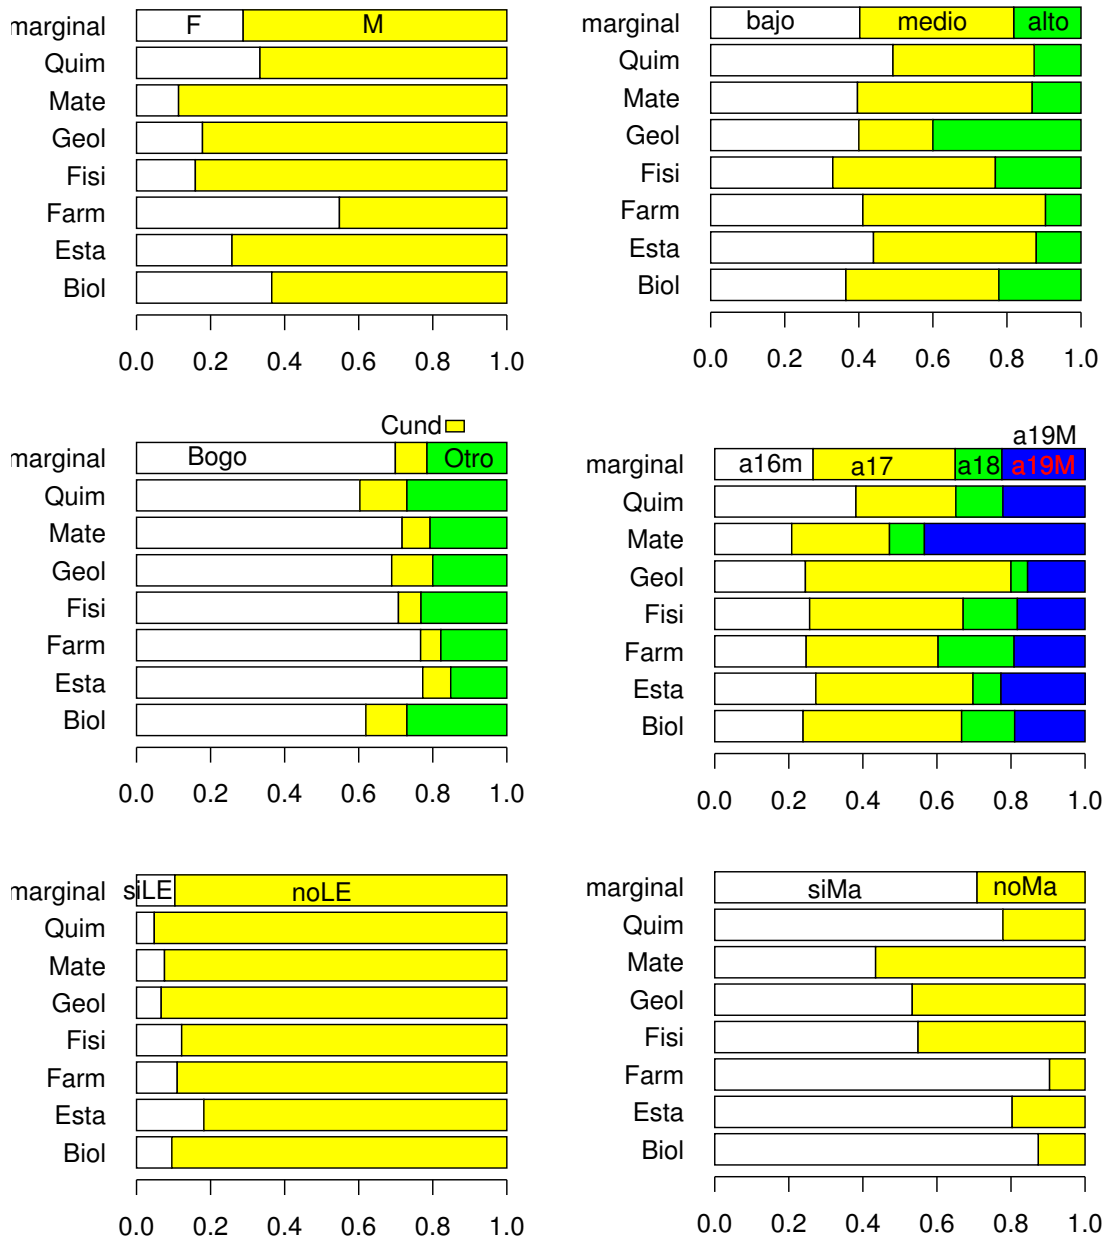 marginal F M
Quim
Mate
Geol
Fisi
Farm
Esta
Biol
0.0 0.2 0.4 0.6 0.8 1.0
marginal bajo medio alto
Quim
Mate
Geol
Fisi
Farm
Esta
Biol
0.0 0.2 0.4 0.6 0.8 1.0
Cund
marginal Bogo Otro
Quim
Mate
Geol
Fisi
Farm
Esta
Biol
0.0 0.2 0.4 0.6 0.8 1.0
a19M
marginal a16m a17 a18 a19M
Quim
Mate
Geol
Fisi
Farm
Esta
Biol
0.0 0.2 0.4 0.6 0.8 1.0
marginal siLE noLE
Quim
Mate
Geol
Fisi
Farm
Esta
Biol
0.0 0.2 0.4 0.6 0.8 1.0
marginal siMa noMa
Quim
Mate
Geol
Fisi
Farm
Esta
Biol
0.0 0.2 0.4 0.6 0.8 1.0